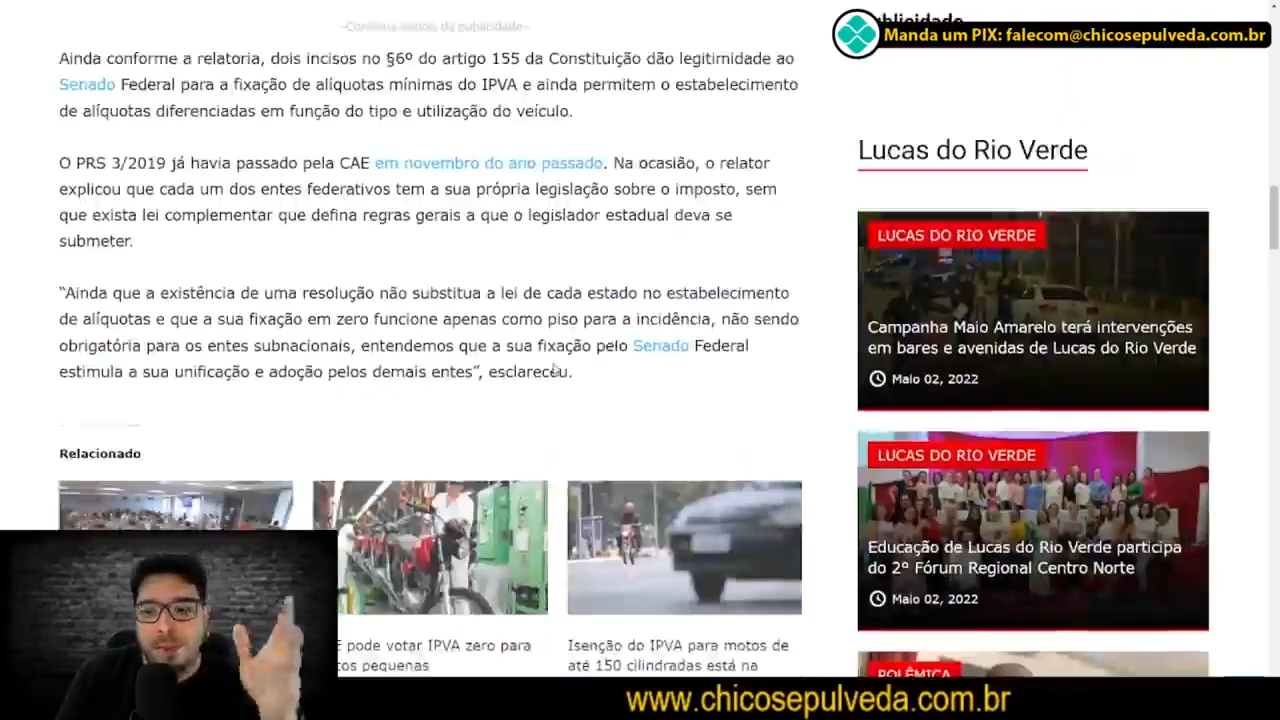 --Continua depois da publicidade--
Publicidade
Manda um PIX: falecom@chicosepulveda.com.br
Ainda conforme a relatoria, dois incisos no §6º do artigo 155 da Constituição dão legitimidade ao
Senado Federal para a fixação de alíquotas mínimas do IPVA e ainda permitem o estabelecimento
de alíquotas diferenciadas em função do tipo e utilização do veículo.
O PRS 3/2019 já havia passado pela CAE em novembro do ano passado. Na ocasião, o relator
explicou que cada um dos entes federativos tem a sua própria legislação sobre o imposto, sem
que exista lei complementar que defina regras gerais a que o legislador estadual deva se
submeter.
“Ainda que a existência de uma resolução não substitua a lei de cada estado no estabelecimento
de alíquotas e que a sua fixação em zero funcione apenas como piso para a incidência, não sendo
obrigatória para os entes subnacionais, entendemos que a sua fixação pelo Senado Federal
estimula a sua unificação e adoção pelos demais entes”, esclareceu.
Relacionado
pode votar IPVA zero para
pequenas
Isenção do IPVA para motos de
até 150 cilindradas está na
Lucas do Rio Verde
LUCAS DO RIO VERDE
Campanha Maio Amarelo terá intervenções
em bares e avenidas de Lucas do Rio Verde
Maio 02, 2022
LUCAS DO RIO VERDE
Educação de Lucas do Rio Verde participa
do 2º Fórum Regional Centro Norte
Maio 02, 2022
POLÊMICA
www.chicosepulveda.com.br